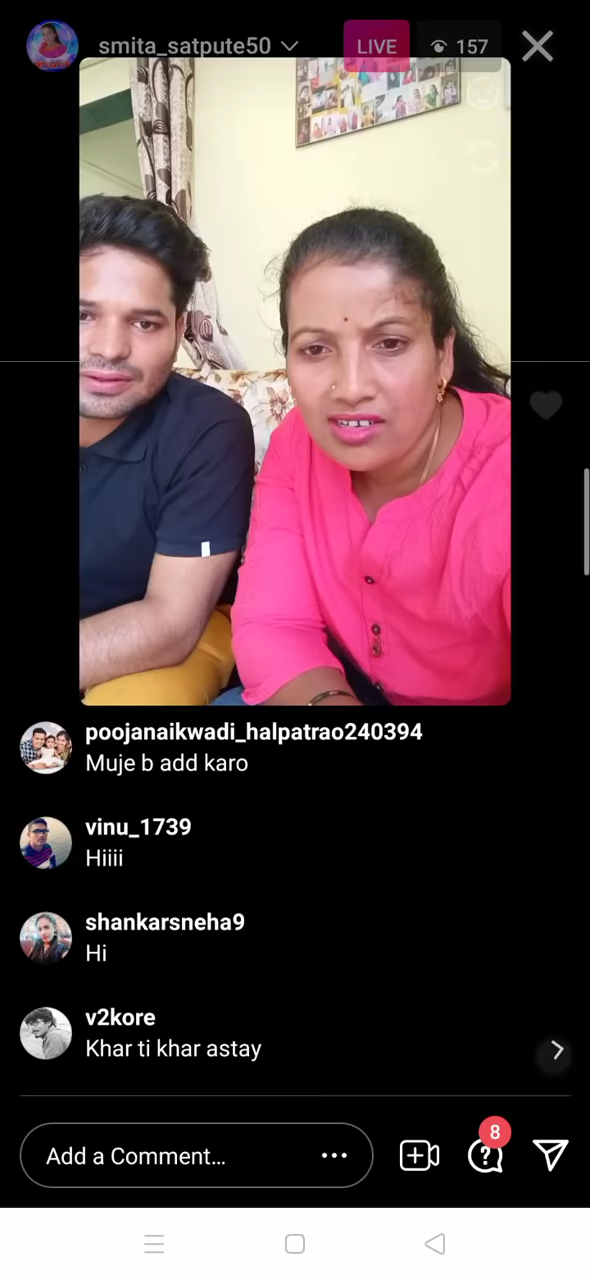 smita_satpute50
LIVE
157
poojanaikwadi_halpatrao240394
Muje b add karo
vinu_1739
Hiiii
shankarsneha9
Hi
v2kore
Khar ti khar astay
Add a Comment...
8